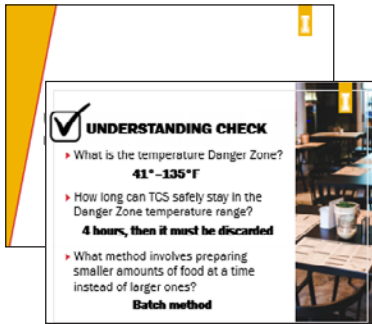 I
I
UNDERSTANDING CHECK
What is the temperature Danger Zone?
41°–135°F
How long can TCS safely stay in the
Danger Zone temperature range?
4 hours, then it must be discarded
What method involves preparing
smaller amounts of food at a time
instead of larger ones?
Batch method